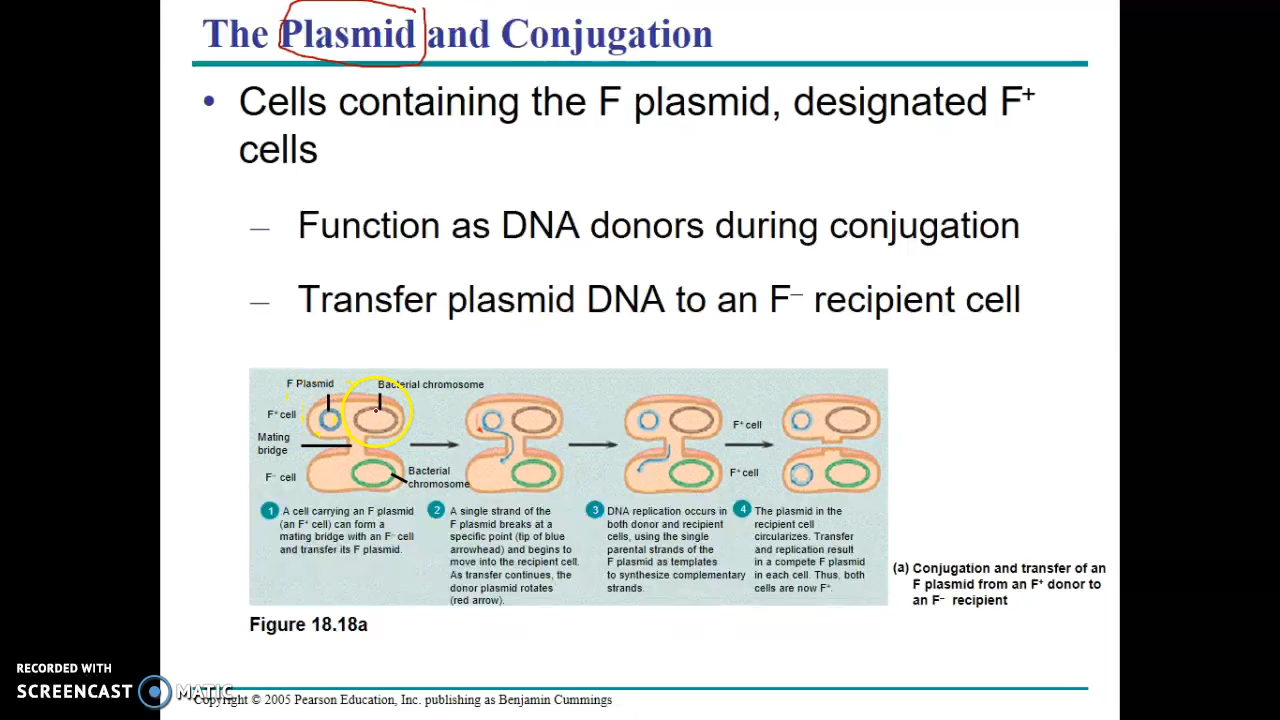 The Plasmid and Conjugation
• Cells containing the F plasmid, designated F⁺
cells
– Function as DNA donors during conjugation
– Transfer plasmid DNA to an F– recipient cell
F Plasmid
Bacterial chromosome
F⁺ cell
Mating
bridge
F– cell
Bacterial
chromosome
F⁺ cell
F⁺ cell
1 A cell carrying an F plasmid
(an F⁺ cell) can form a
mating bridge with an F– cell
and transfer its F plasmid.
2 A single strand of the
F plasmid breaks at a
specific point (tip of blue
arrowhead) and begins to
move into the recipient cell.
As transfer continues, the
donor plasmid rotates
(red arrow).
3 DNA replication occurs in
both donor and recipient
cells, using the single
parental strands of the
F plasmid as templates
to synthesize complementary
strands.
4 The plasmid in the
recipient cell
circularizes. Transfer
and replication result
in a compete F plasmid
in each cell. Thus, both
cells are now F⁺.
(a) Conjugation and transfer of an
F plasmid from an F⁺ donor to
an F– recipient
Figure 18.18a
RECORDED WITH
SCREENCAST MATIC
Copyright © 2005 Pearson Education, Inc. publishing as Benjamin Cummings